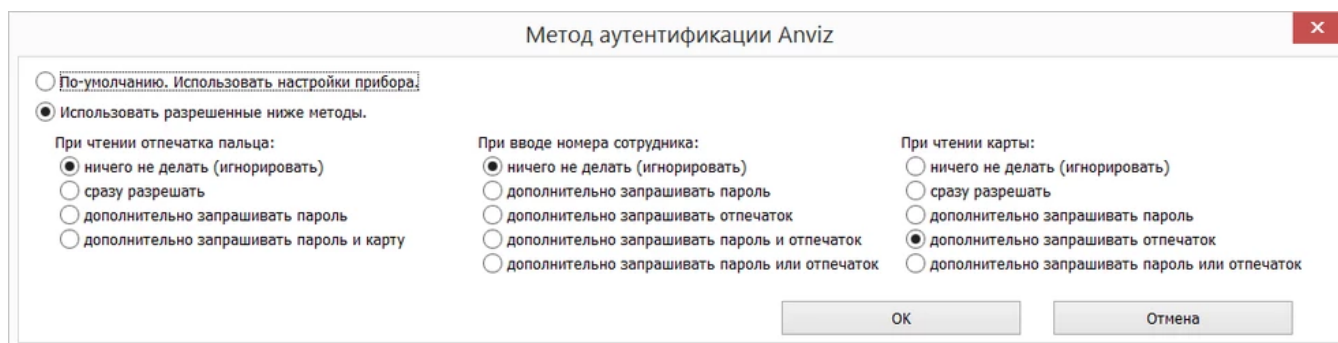 Метод аутентификации Anviz
По-умолчанию. Использовать настройки прибора.
Использовать разрешенные ниже методы.
При чтении отпечатка пальца:
ничего не делать (игнорировать)
сразу разрешать
дополнительно запрашивать пароль
дополнительно запрашивать пароль и карту
При вводе номера сотрудника:
ничего не делать (игнорировать)
дополнительно запрашивать пароль
дополнительно запрашивать отпечаток
дополнительно запрашивать пароль и отпечаток
дополнительно запрашивать пароль или отпечаток
При чтении карты:
ничего не делать (игнорировать)
сразу разрешать
дополнительно запрашивать пароль
дополнительно запрашивать отпечаток
дополнительно запрашивать пароль или отпечаток
ОК
Отмена